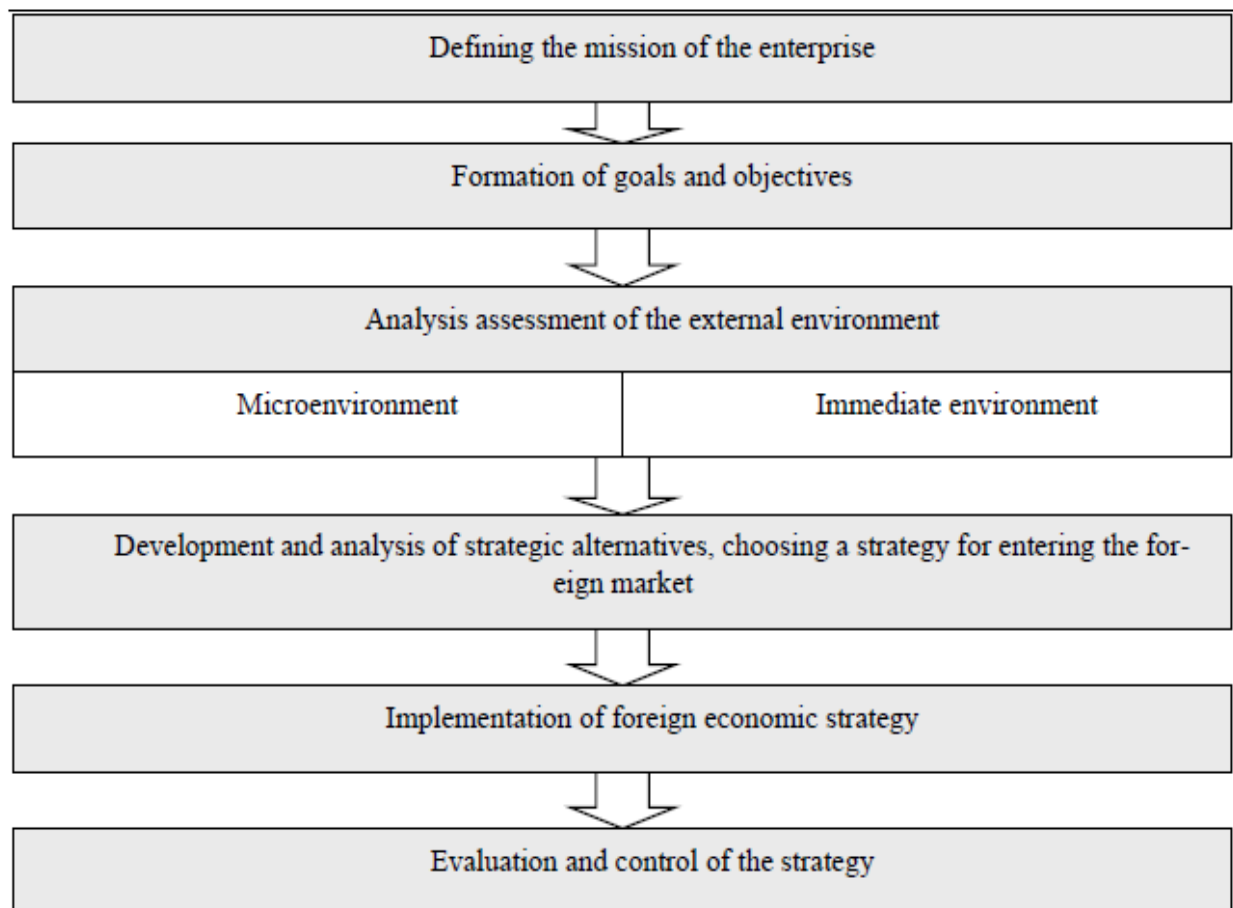 Defining the mission of the enterprise
Formation of goals and objectives
Analysis assessment of the external environment
Microenvironment
Immediate environment
Development and analysis of strategic alternatives, choosing a strategy for entering the for-
eign market
Implementation of foreign economic strategy
Evaluation and control of the strategy